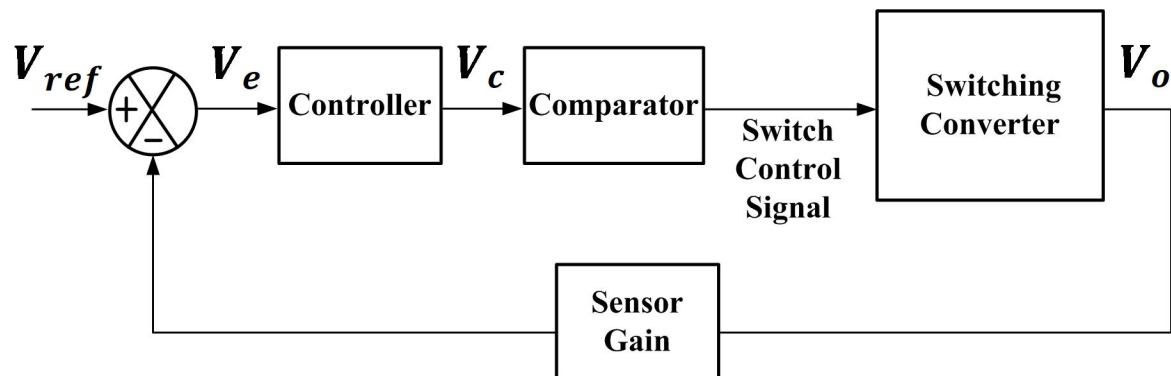 V_ref
+
−
V_e
Controller
V_c
Comparator
Switch
Control
Signal
Switching
Converter
V_o
Sensor
Gain